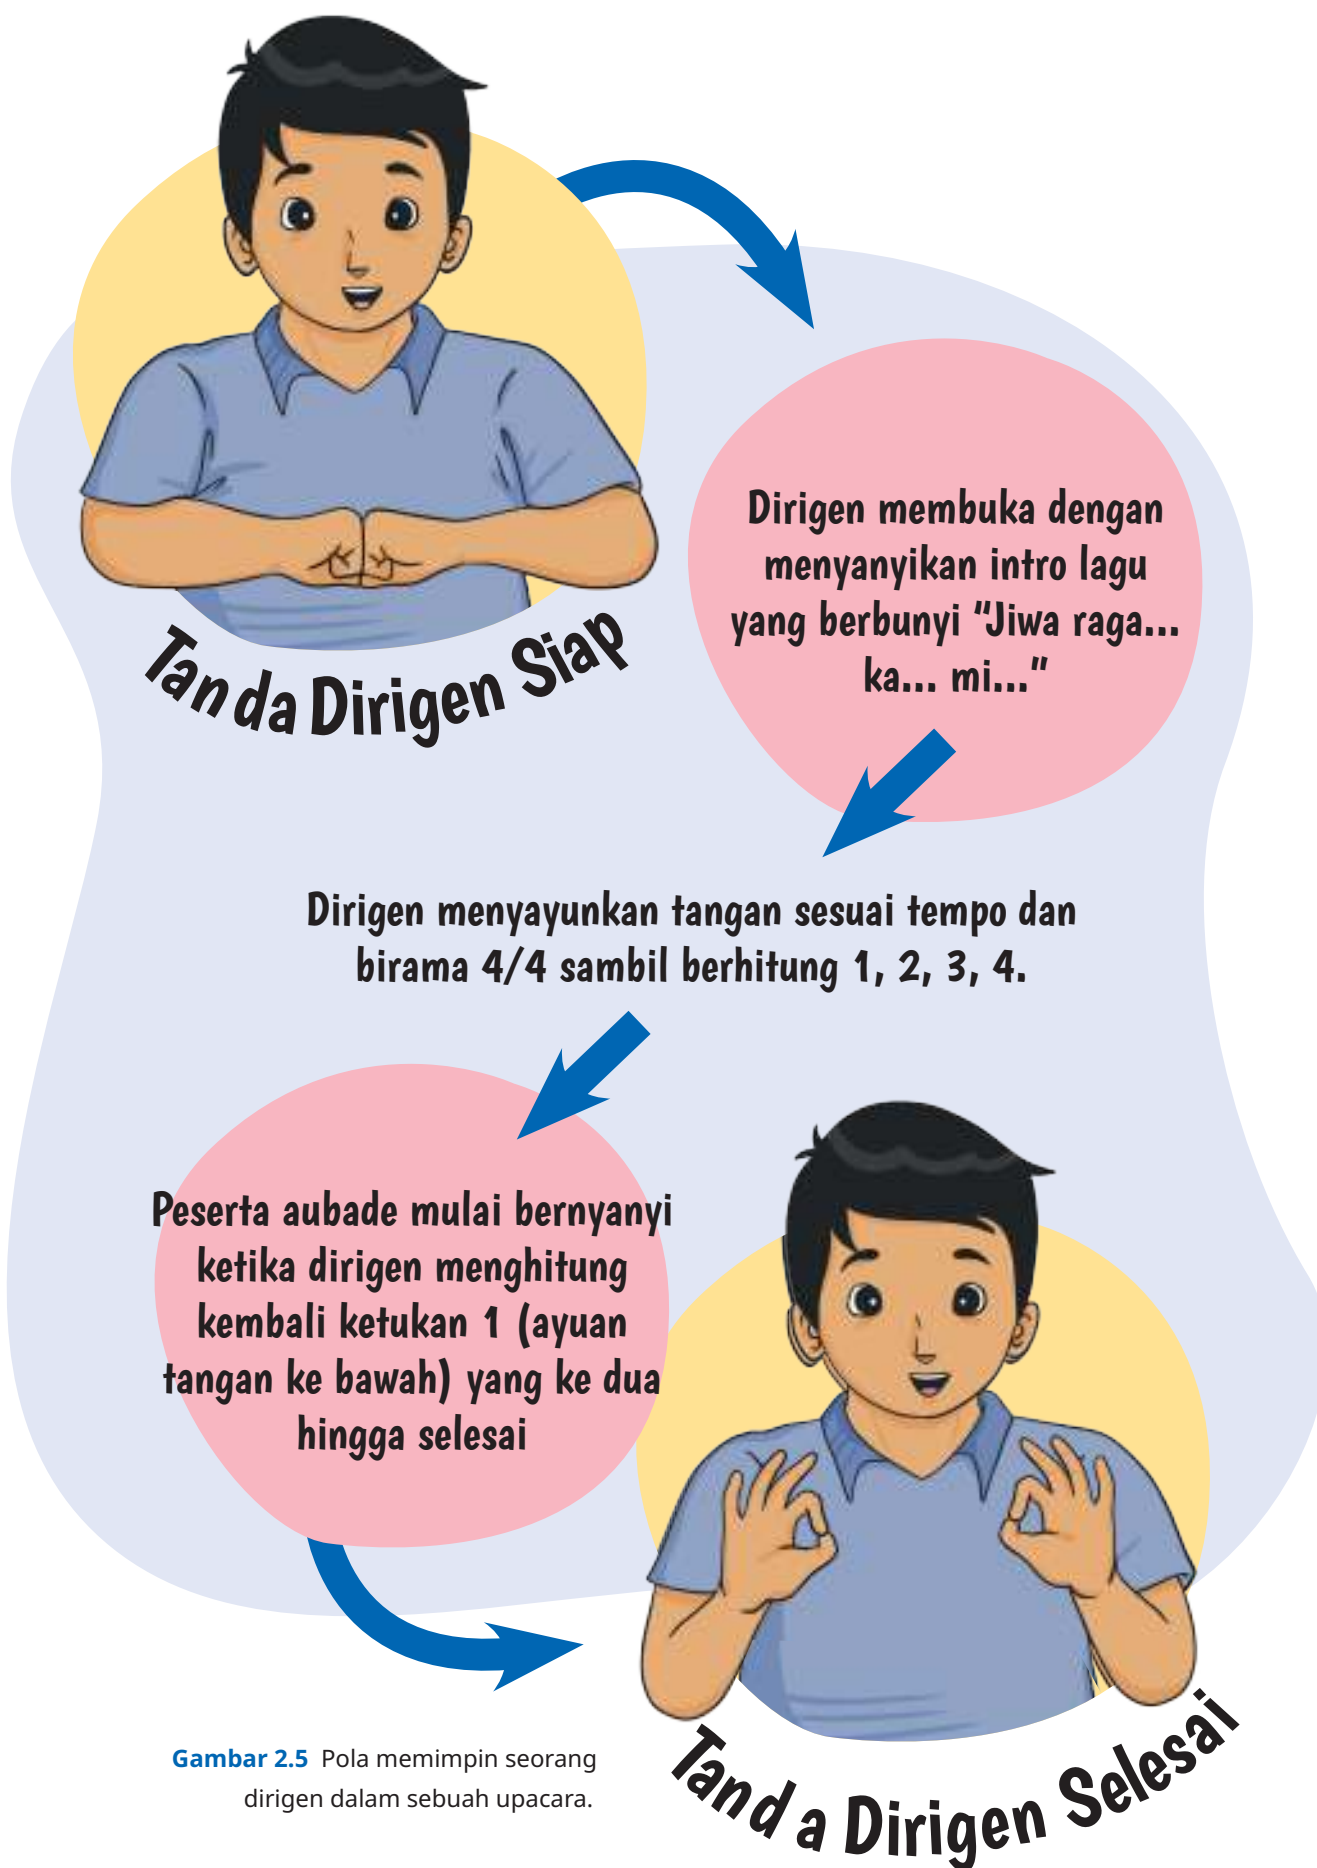 Tanda Dirigen Siap
Dirigen membuka dengan
menyanyikan intro lagu
yang berbunyi “Jiwa raga...
ka... mi...”
Dirigen menyayunkan tangan sesuai tempo dan
birama 4/4 sambil berhitung 1, 2, 3, 4.
Peserta aubade mulai bernyanyi
ketika dirigen menghitung
kembali ketukan 1 (ayuan
tangan ke bawah) yang ke dua
hingga selesai
Tanda Dirigen Selesai
Gambar 2.5 Pola memimpin seorang
dirigen dalam sebuah upacara.